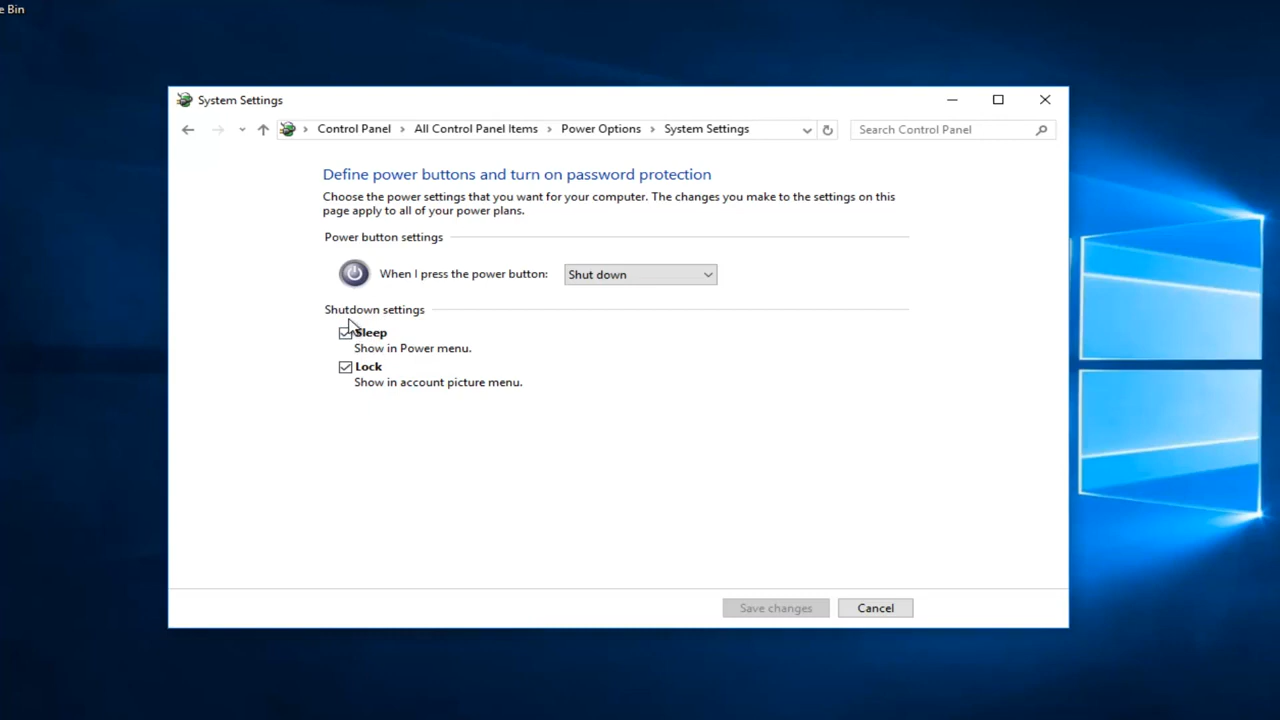 e Bin
System Settings
Control Panel > All Control Panel Items > Power Options > System Settings
Search Control Panel
Define power buttons and turn on password protection
Choose the power settings that you want for your computer. The changes you make to the settings on this
page apply to all of your power plans.
Power button settings
When I press the power button:
Shut down
Shutdown settings
Sleep
Show in Power menu.
Lock
Show in account picture menu.
Save changes
Cancel